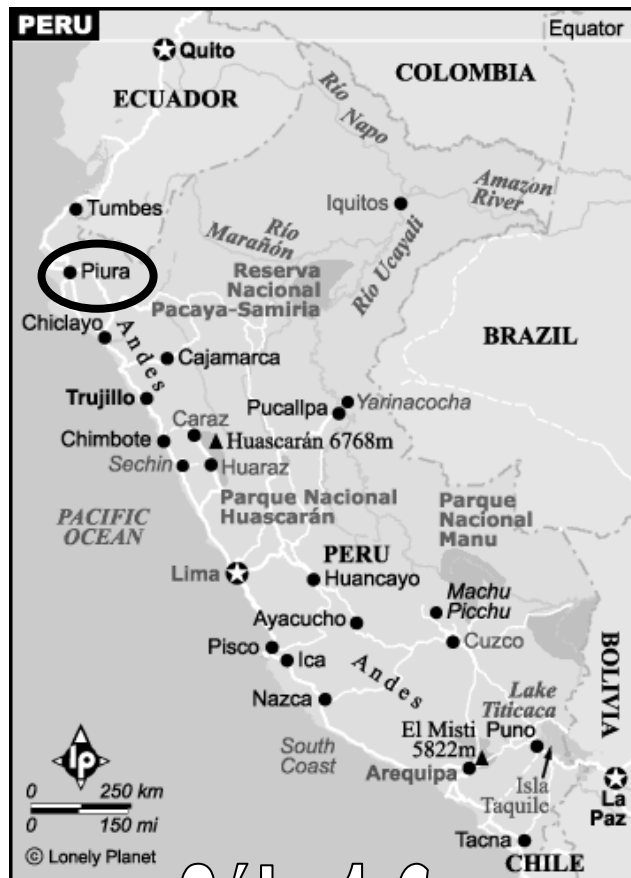 PERU
Equator
Quito
COLOMBIA
ECUADOR
Río
Napo
Amazon
River
Iquitos
Tumbes
Río
Marañón
Río Ucayali
Reserva
Nacional
Pacaya-Samiria
Piura
Chiclayo
Andes
BRAZIL
Cajamarca
Trujillo
Pucallpa
Yarinacocha
Caraz
Chimbote
Huascarán 6768m
Sechin
Huaraz
Parque Nacional
Huascarán
Parque
Nacional
Manu
PACIFIC
OCEAN
PERU
Lima
Huancayo
Machu
Picchu
Ayacucho
Cuzco
Pisco
Ica
Andes
BOLIVIA
Nazca
Lake
Titicaca
El Misti
5822m
Puno
South
Coast
Arequipa
Isla
Taquile
La
Paz
lp
0 250 km
0 150 mi
Tacna
© Lonely Planet
CHILE